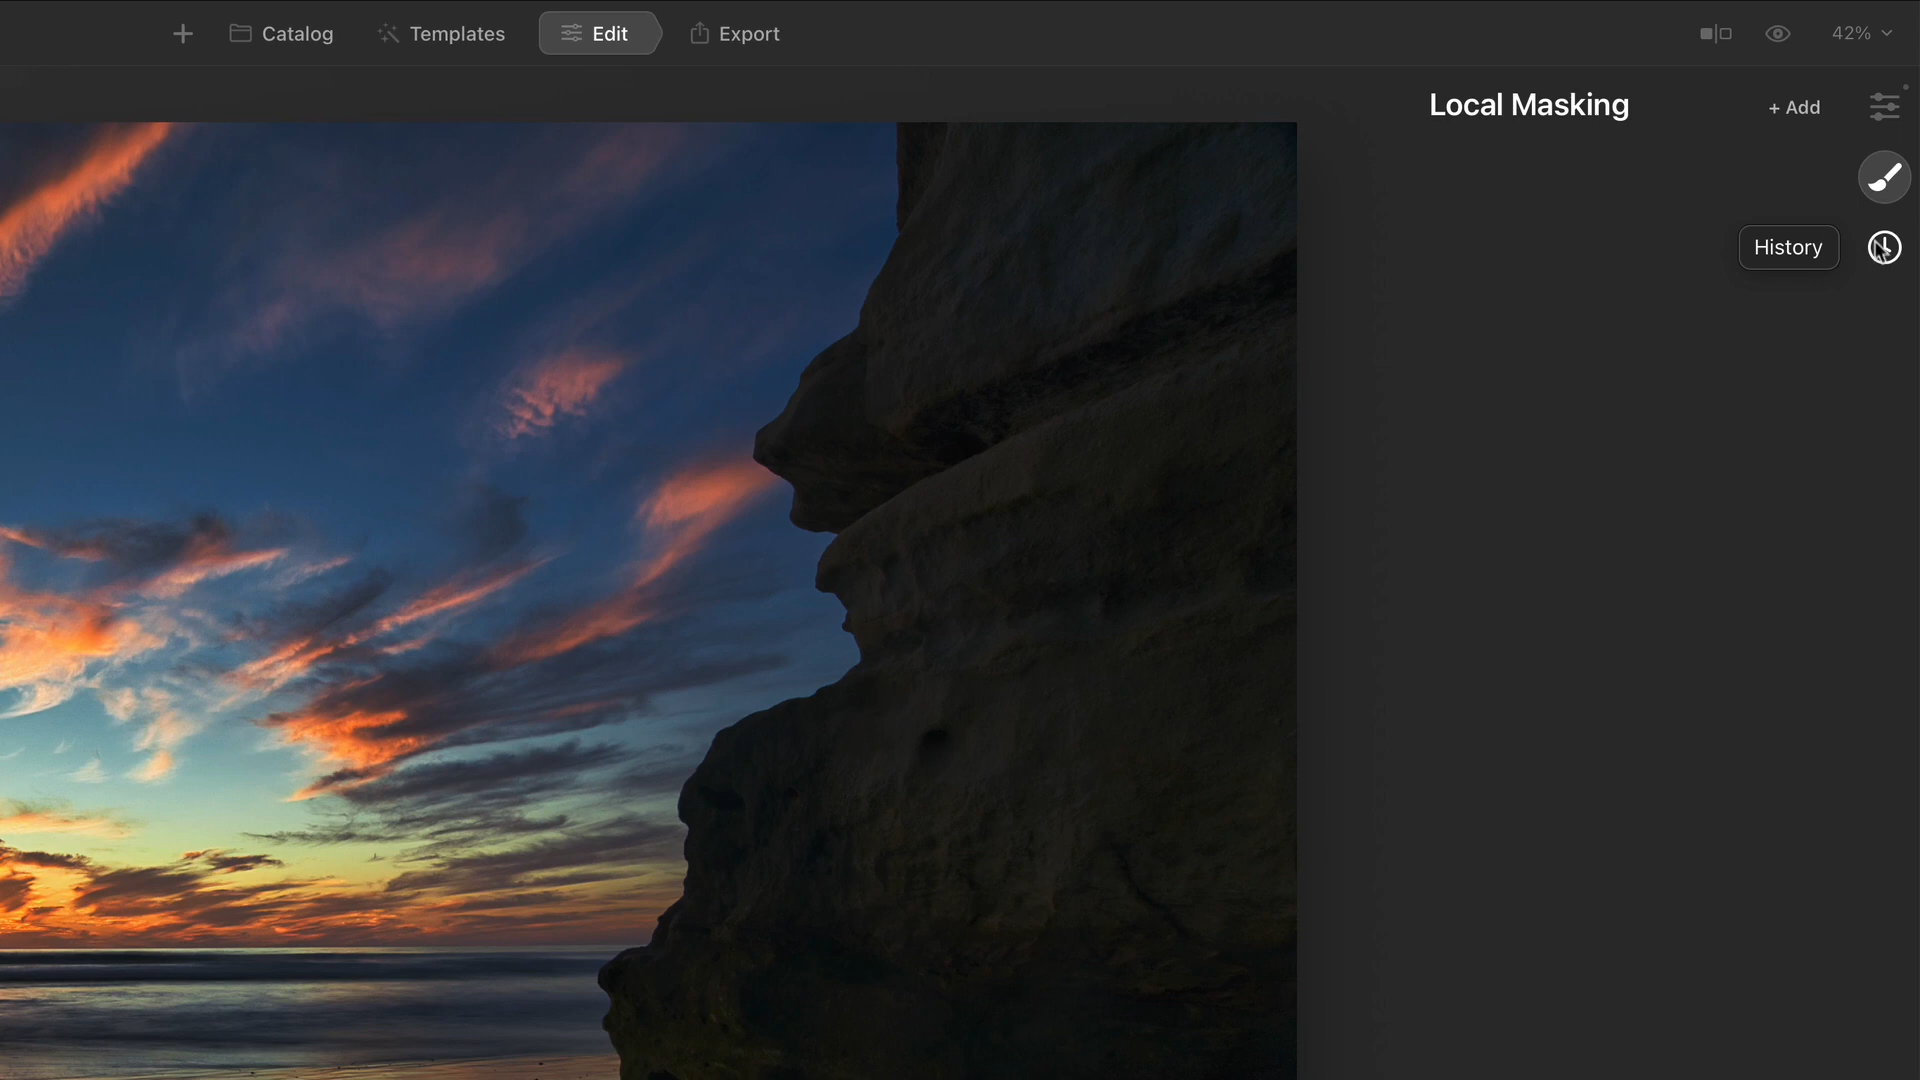 Catalog
Templates
Edit
Export
42%
Local Masking
+ Add
History